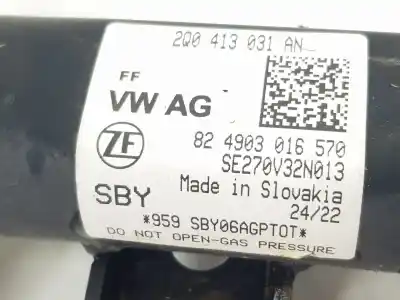 2Q0 413 031 AN
FF
VW AG
ZF
82 4903 016 570
SE270V32N013
SBY
Made in Slovakia
24/22
*959 SBY06AGPTOT*
DO NOT OPEN-GAS PRESSURE